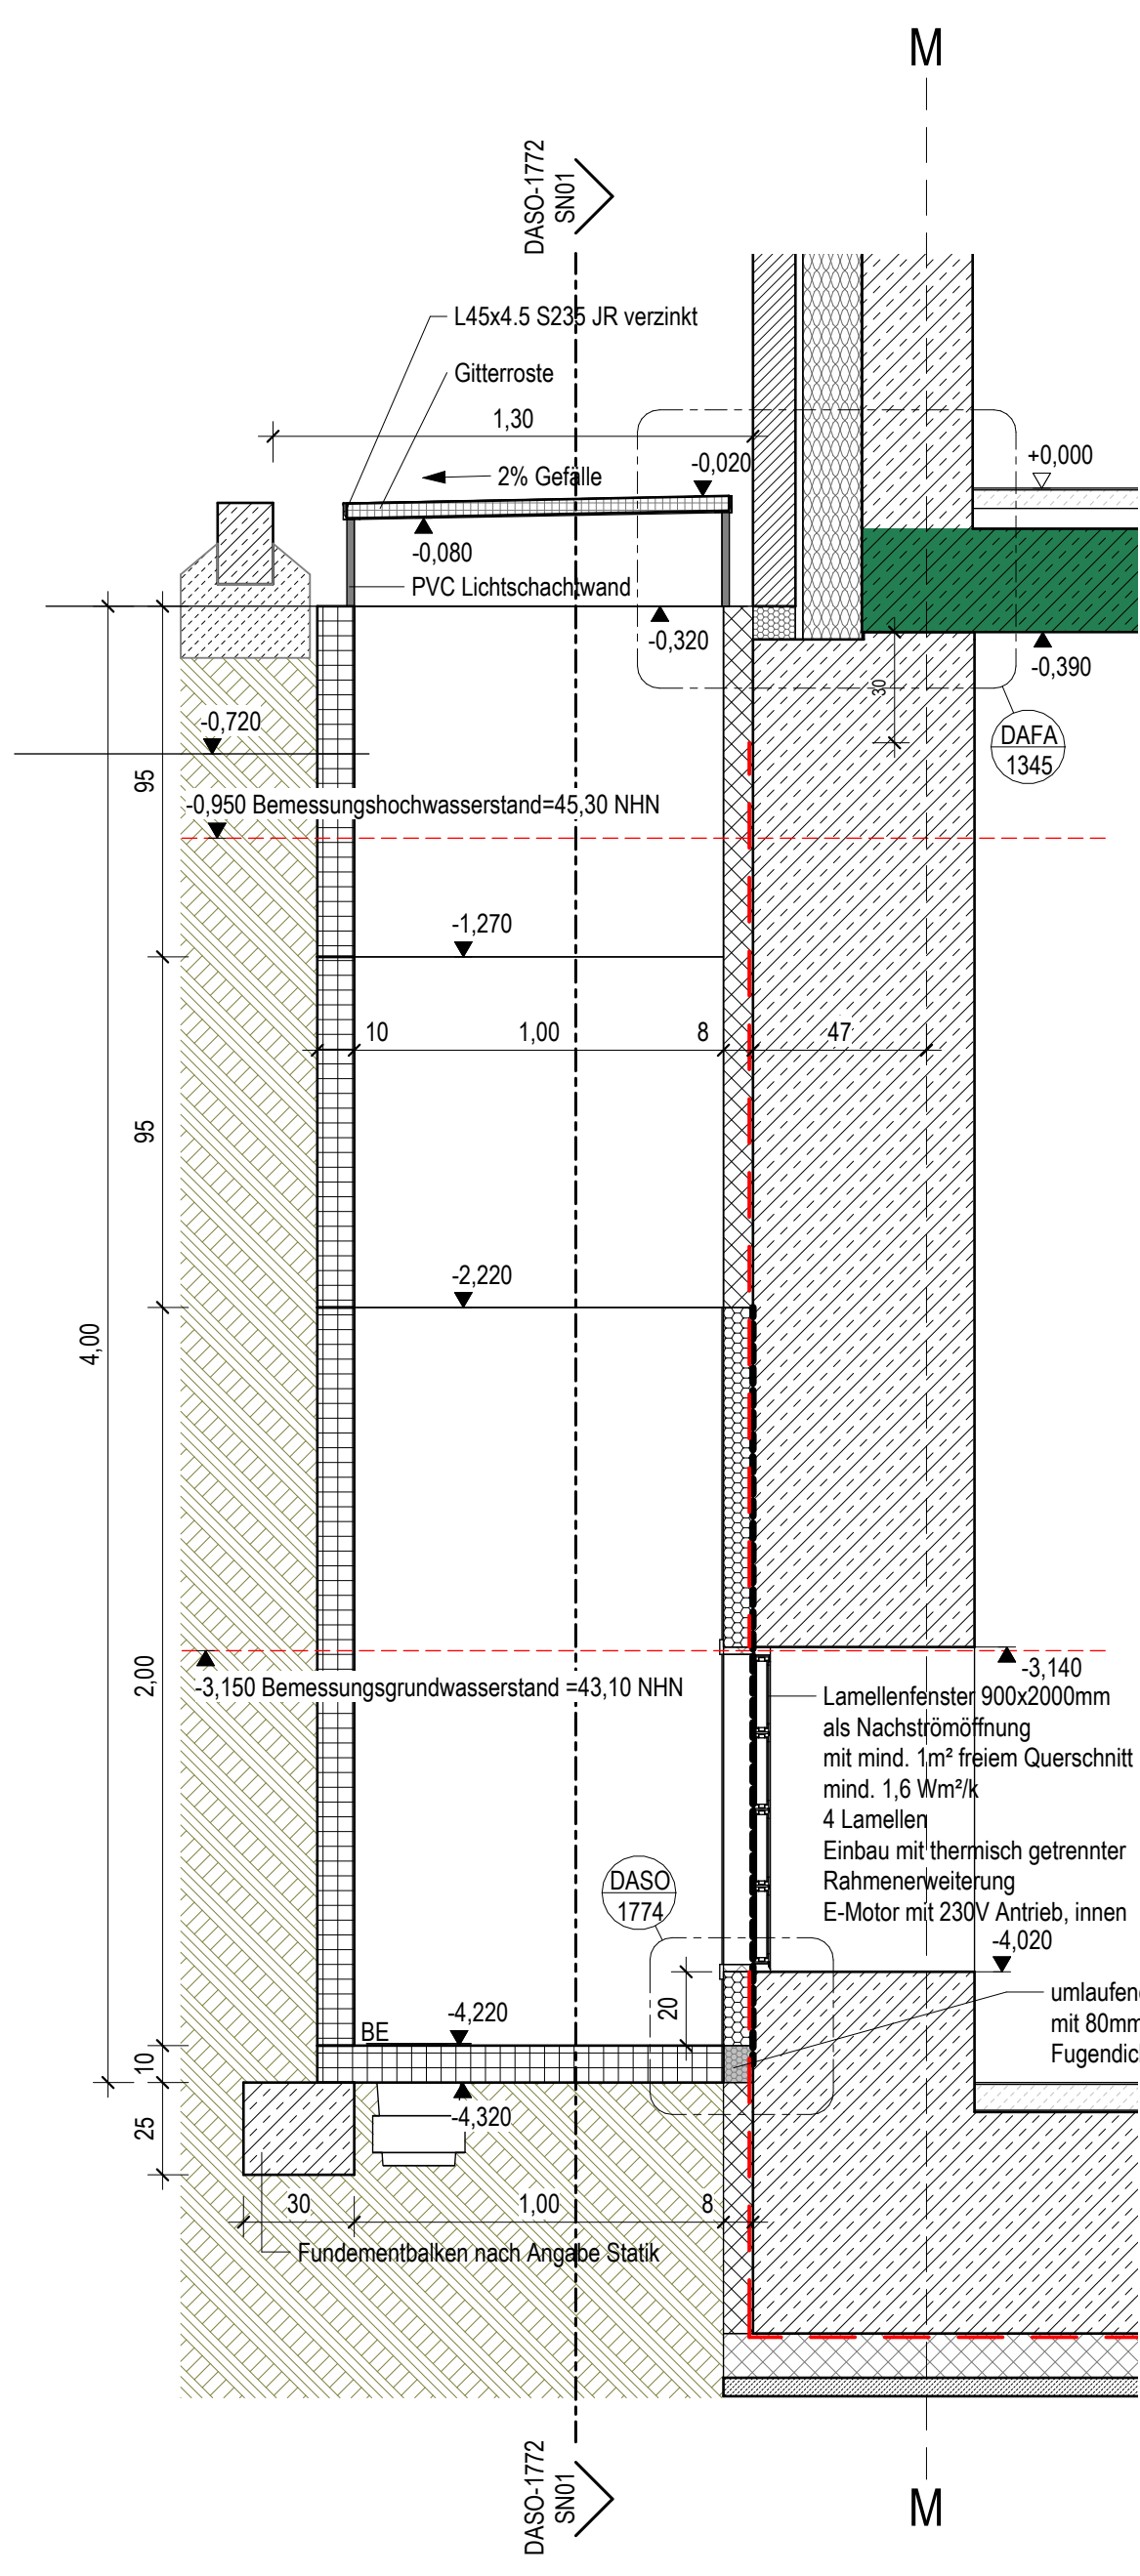 M
DASO-1772
SN01
L45x4.5 S235 JR verzinkt
Gitterroste
1,30
2% Gefälle
-0,020
+0,000
-0,080
PVC Lichtschachtwand
-0,320
-0,390
30
DAFA
1345
-0,720
95
-0,950 Bemessungshochwasserstand=45,30 NHN
-1,270
10
1,00
8
47
95
-2,220
4,00
2,00
-3,150 Bemessungsgrundwasserstand =43,10 NHN
-3,140
Lamellenfenster 900x2000mm
als Nachströmöffnung
mit mind. 1m² freiem Querschnitt
mind. 1,6 Wm²/k
4 Lamellen
Einbau mit thermisch getrennter
Rahmenerweiterung
E-Motor mit 230V Antrieb, innen
DASO
1774
-4,020
20
umlaufen
mit 80mm
Fugendic
BE
-4,220
10
-4,320
25
30
1,00
8
Fundementbalken nach Angabe Statik
DASO-1772
SN01
M